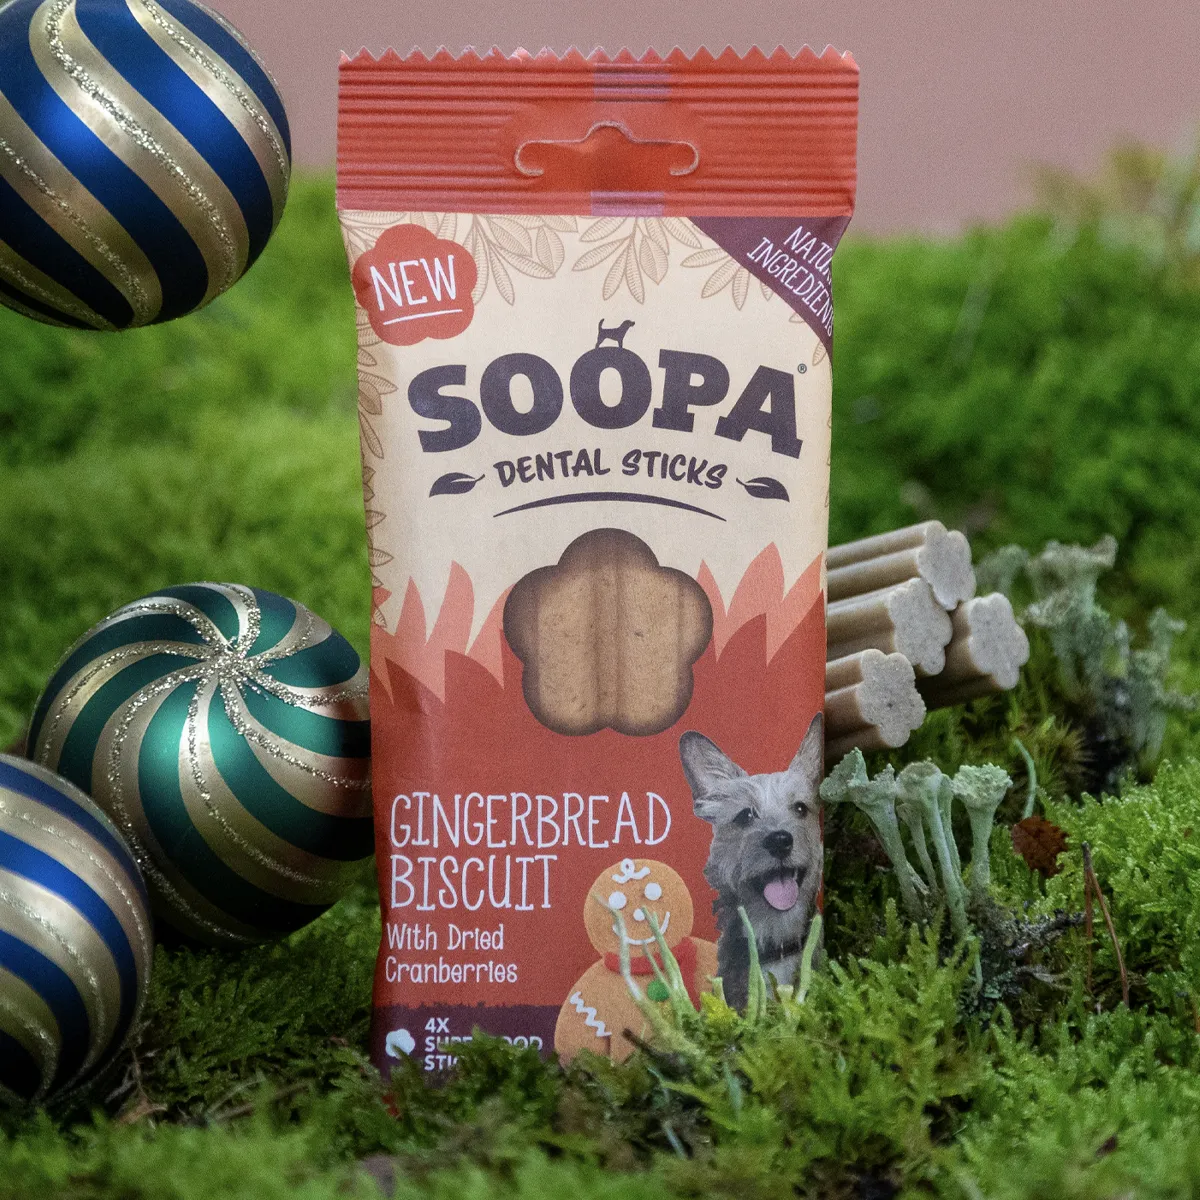 NEW
NATURAL
INGREDIENTS
SOOPA®
DENTAL STICKS
GINGERBREAD
BISCUIT
With Dried
Cranberries
4X